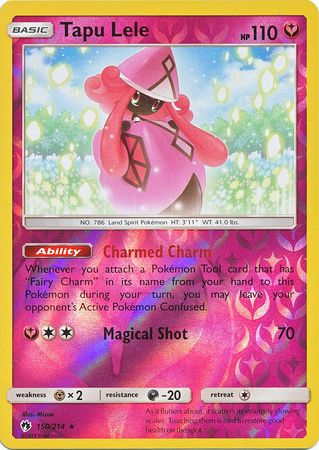 BASIC Tapu Lele HP 110
NO. 786 Land Spirit Pokémon HT: 3'11" WT: 41.0 lbs.
Ability Charmed Charm
Whenever you attach a Pokémon Tool card that has
"Fairy Charm" in its name from your hand to this
Pokémon during your turn, you may leave your
opponent's Active Pokémon Confused.
Magical Shot 70
weakness × 2 resistance -20 retreat
Illus. Mizue
150/214 ★
As it flutters about, it scatters its strangely glowing
scales. Touching them is said to restore good
health on the spot.